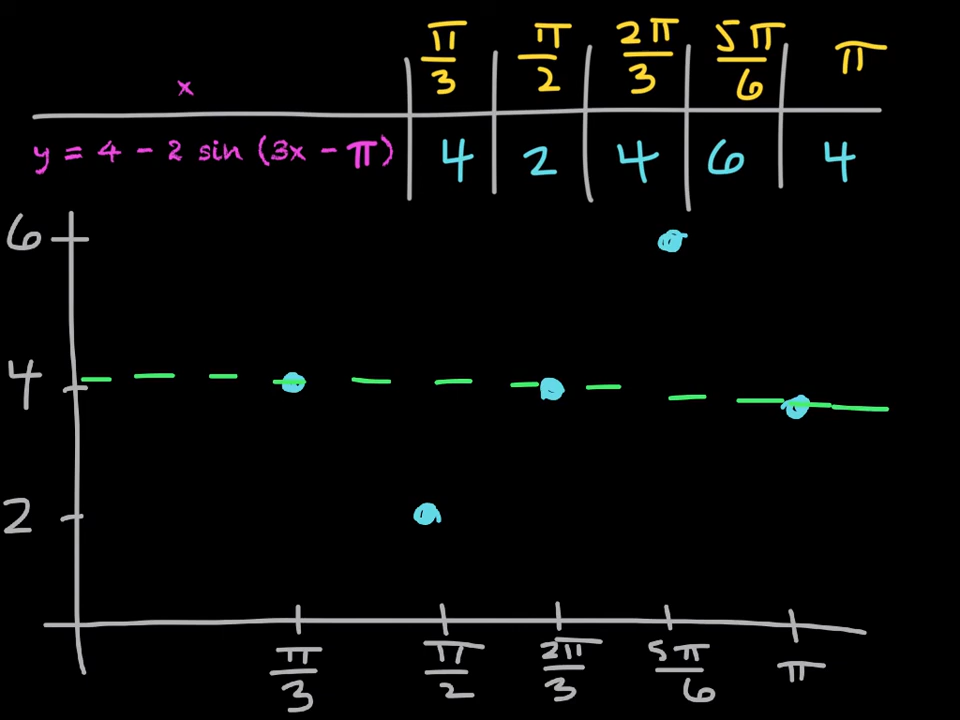 x π/3 π/2 2π/3 5π/6 π
y = 4 - 2 sin (3x - π) 4 2 4 6 4
6
4
2
π/3 π/2 2π/3 5π/6 π